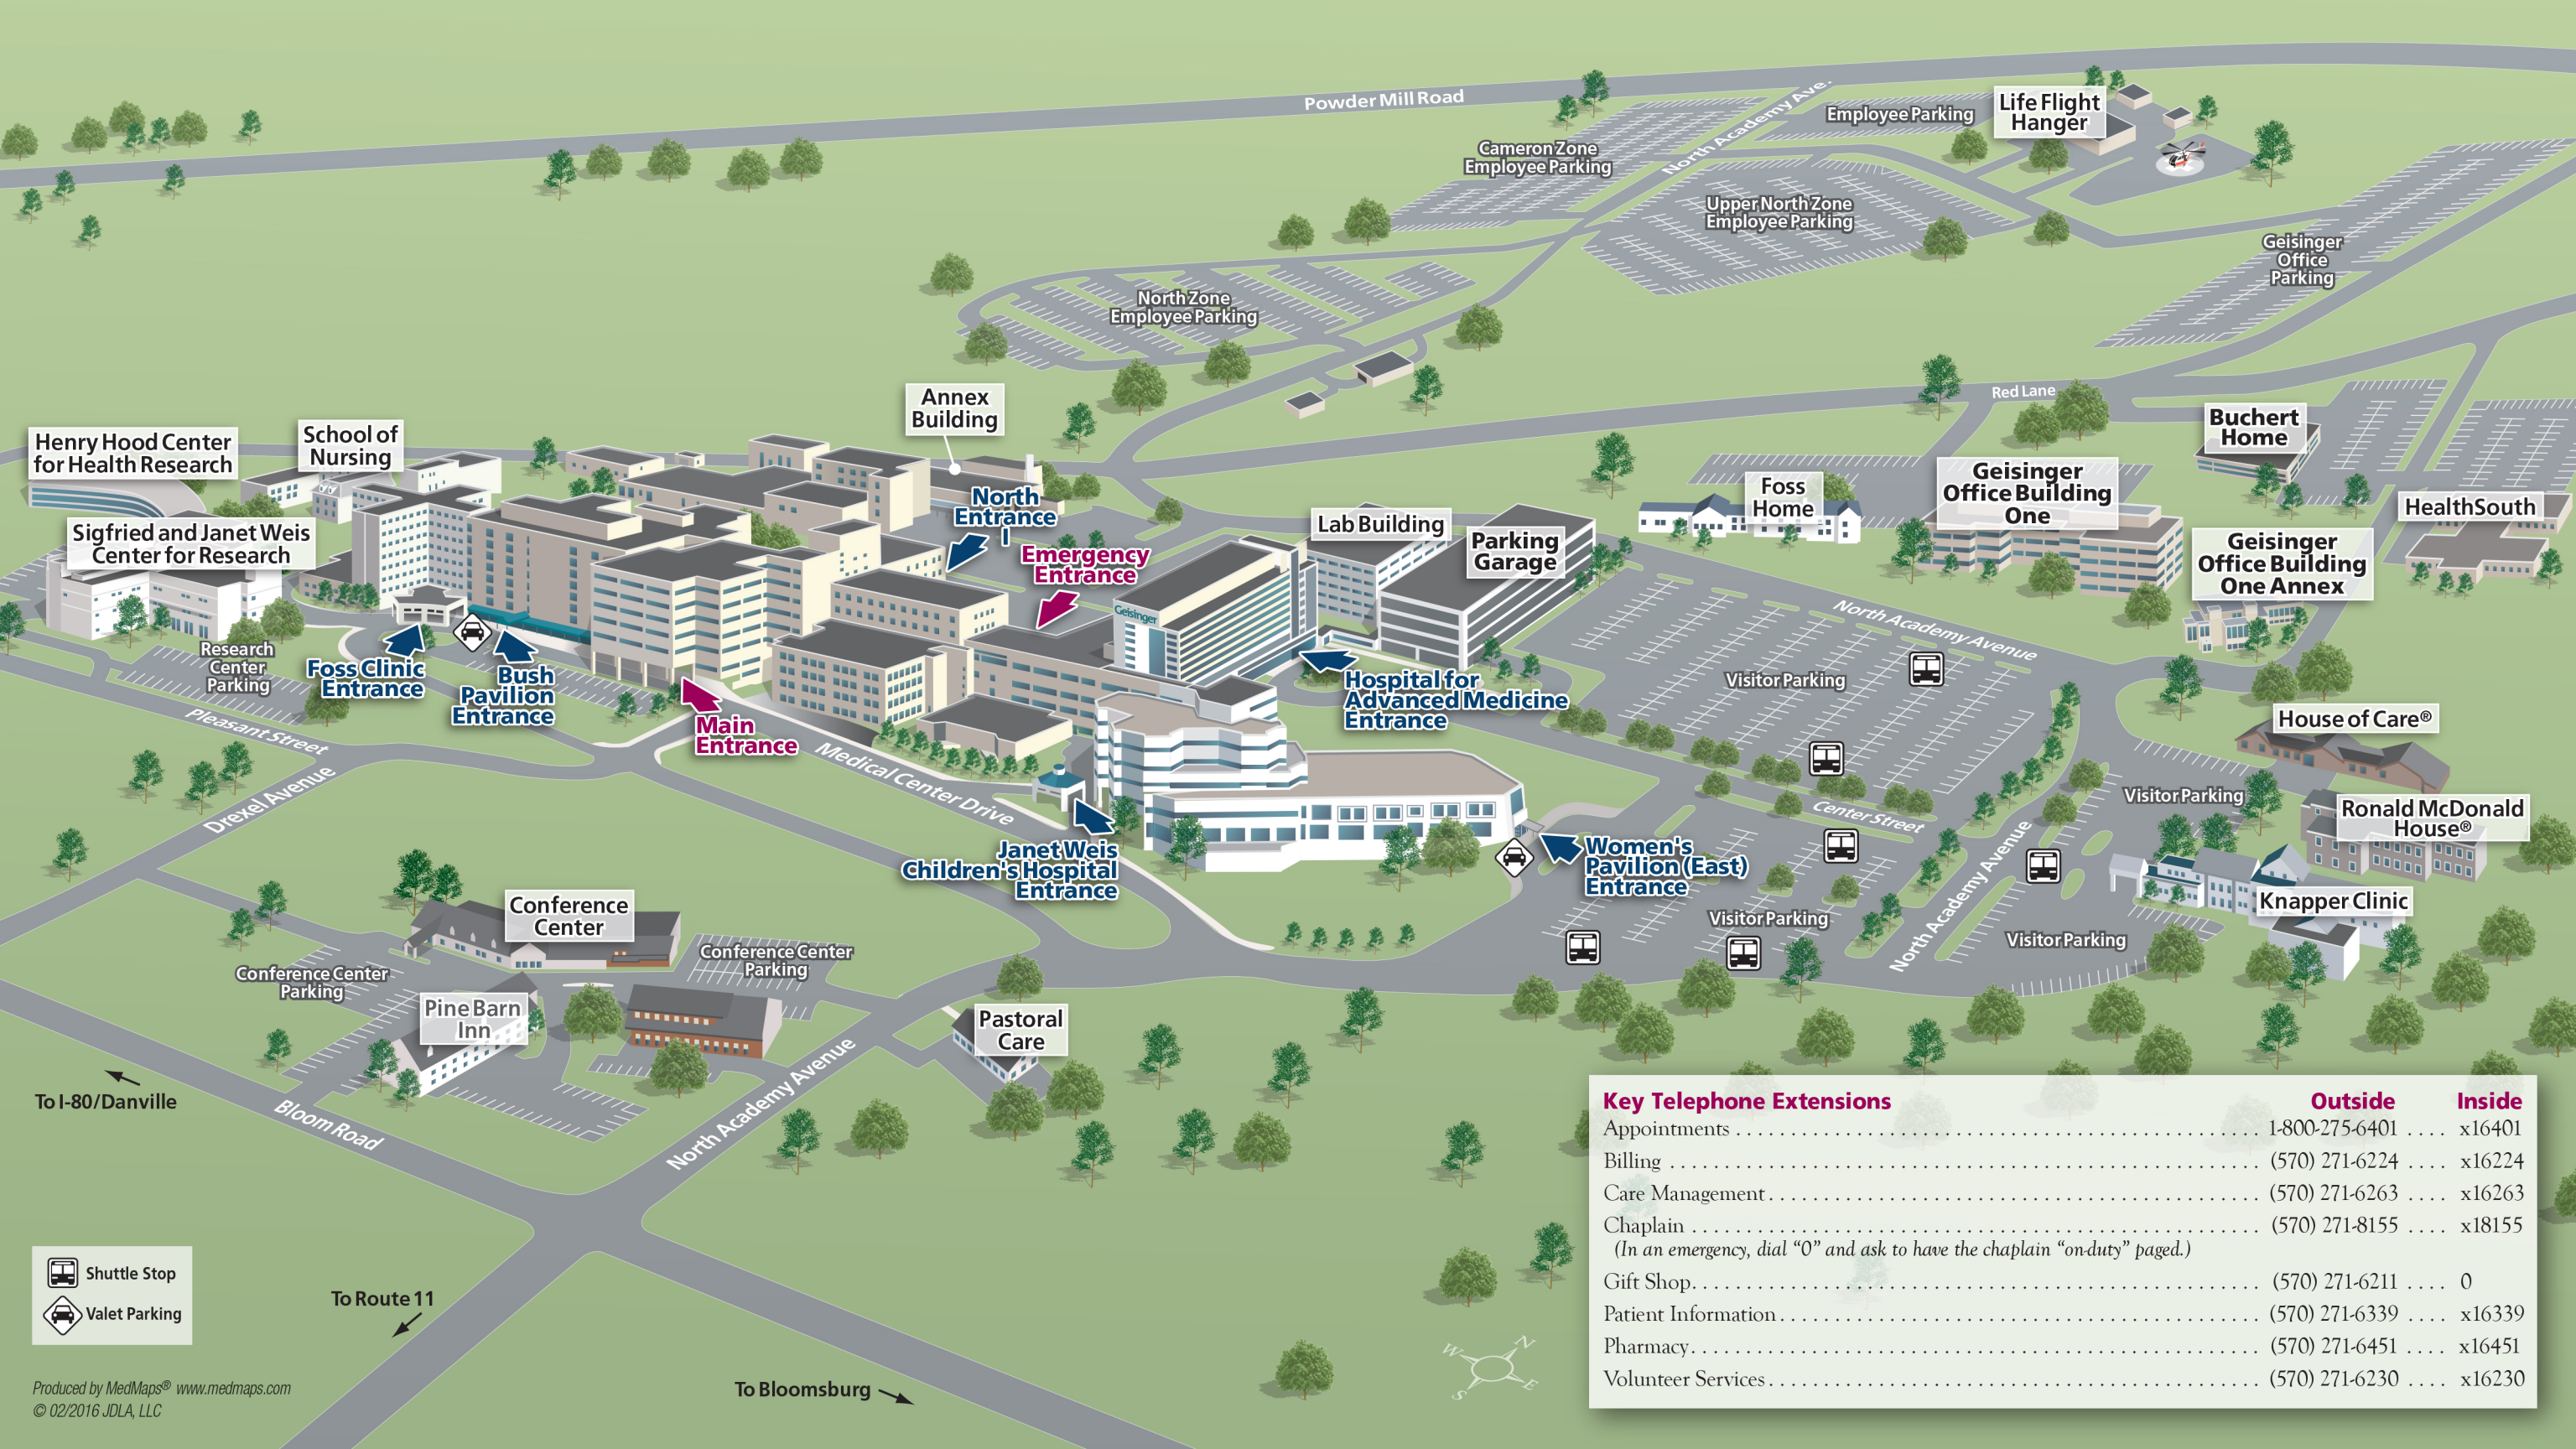 Powder Mill Road
North Academy Ave.
Employee Parking
Life Flight
Hanger
Cameron Zone
Employee Parking
Upper North Zone
Employee Parking
Geisinger
Office
Parking
North Zone
Employee Parking
Red Lane
Annex
Building
Buchert
Home
Henry Hood Center
for Health Research
School of
Nursing
Sigfried and Janet Weis
Center for Research
North
Entrance
Emergency
Entrance
Lab Building
Parking
Garage
Foss
Home
Geisinger
Office Building
One
HealthSouth
Geisinger
Office Building
One Annex
Geisinger
North Academy Avenue
Research
Center
Parking
Foss Clinic
Entrance
Bush
Pavilion
Entrance
Main
Entrance
Hospital for
Advanced Medicine
Entrance
Visitor Parking
House of Care®
Pleasant Street
Drexel Avenue
Medical Center Drive
Center Street
Visitor Parking
Ronald McDonald
House®
Janet Weis
Children's Hospital
Entrance
Women's
Pavilion (East)
Entrance
Visitor Parking
North Academy Avenue
Visitor Parking
Knapper Clinic
Conference
Center
Conference Center
Parking
Conference Center
Parking
Pine Barn
Inn
Pastoral
Care
To I-80/Danville
Bloom Road
North Academy Avenue
Key Telephone Extensions Outside Inside
Appointments 1-800-275-6401 x16401
Billing (570) 271-6224 x16224
Care Management (570) 271-6263 x16263
Chaplain (570) 271-8155 x18155
(In an emergency, dial “0” and ask to have the chaplain “on-duty” paged.)
Gift Shop (570) 271-6211 0
Patient Information (570) 271-6339 x16339
Pharmacy (570) 271-6451 x16451
Volunteer Services (570) 271-6230 x16230
Shuttle Stop
Valet Parking
To Route 11
To Bloomsburg
W N
S E
Produced by MedMaps® www.medmaps.com
© 02/2016 JDLA, LLC